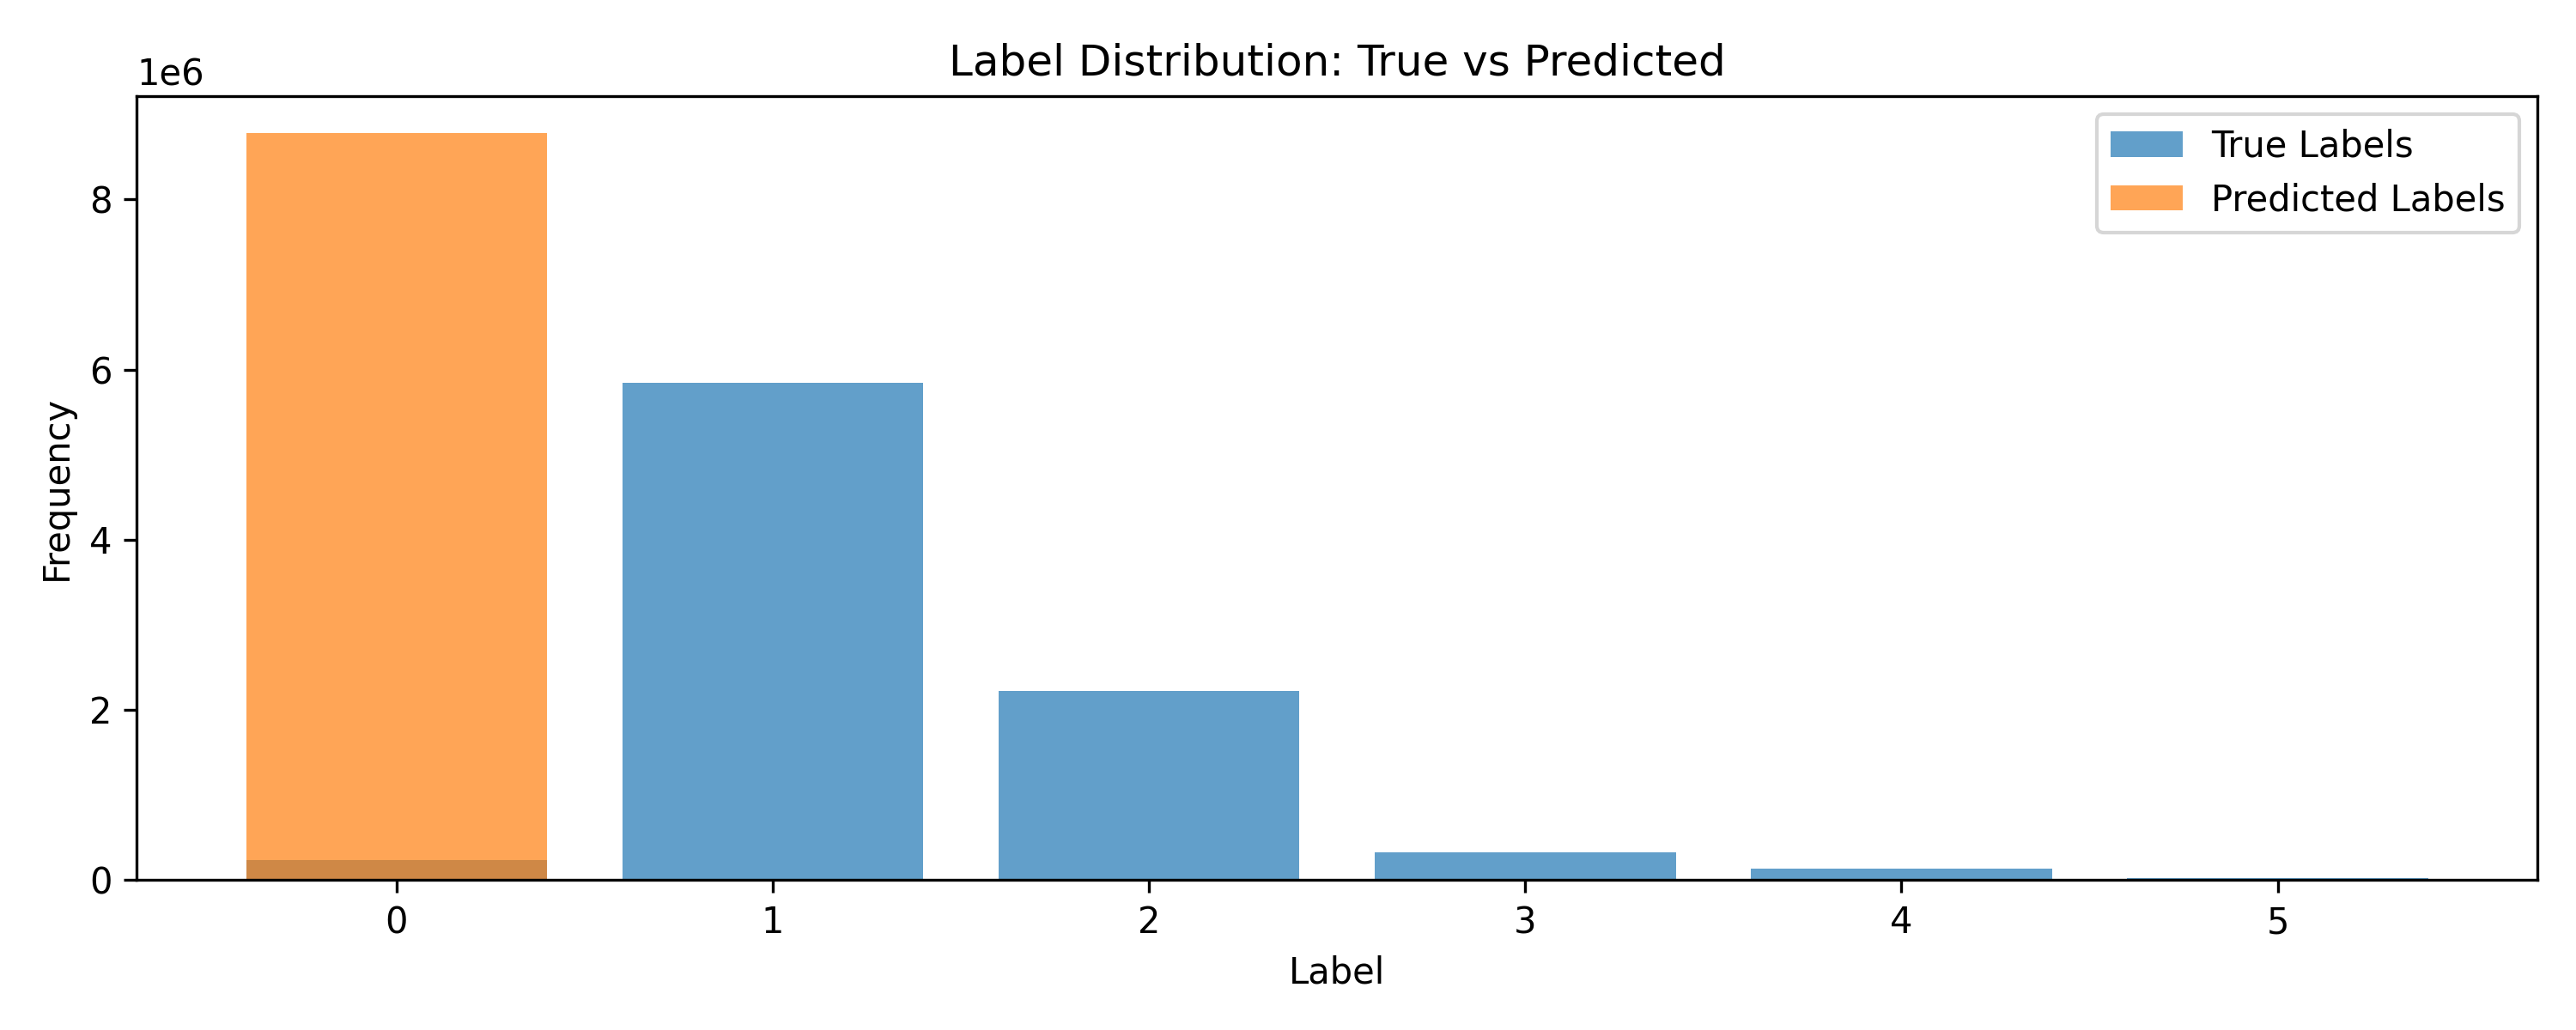 Label Distribution: True vs Predicted
1e6
True Labels
Predicted Labels
8
6
4
2
0
Frequency
0 1 2 3 4 5
Label